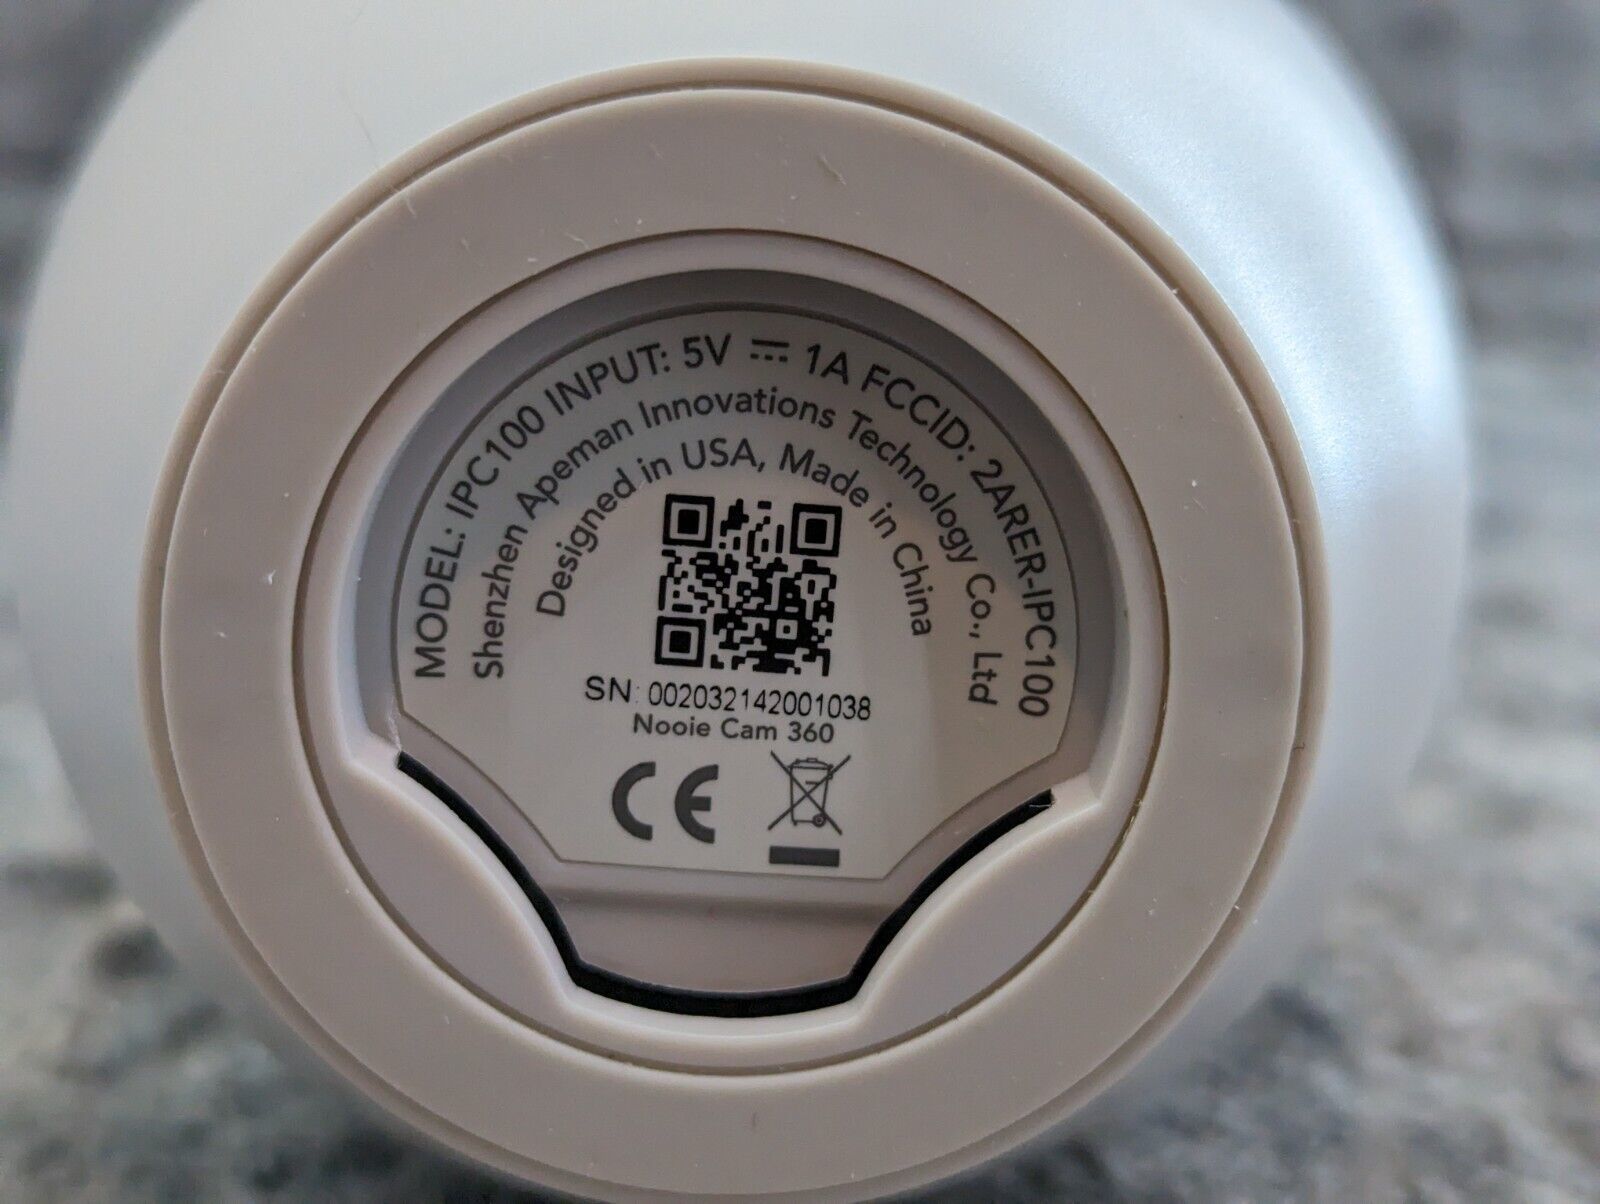 MODEL: IPC100 INPUT: 5V ⎓ 1A FCCID: 2ARER-IPC100
Shenzhen Apeman Innovations Technology Co., Ltd
Designed in USA, Made in China
SN: 002032142001038
Nooie Cam 360
CE